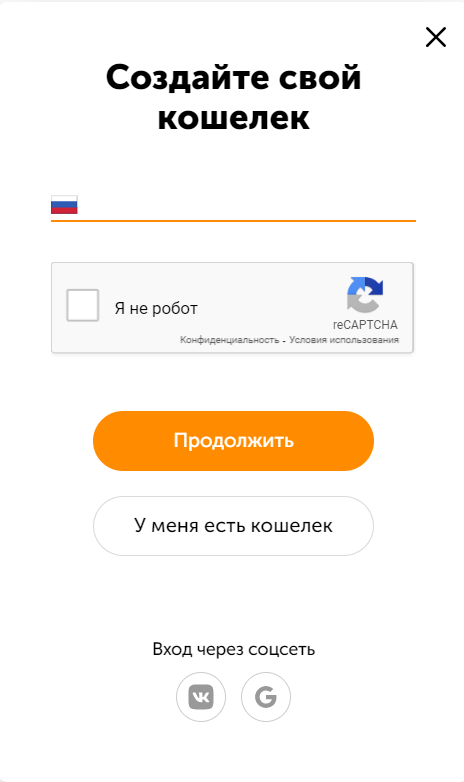 Создайте свой
кошелек
Я не робот
reCAPTCHA
Конфиденциальность - Условия использования
Продолжить
У меня есть кошелек
Вход через соцсеть